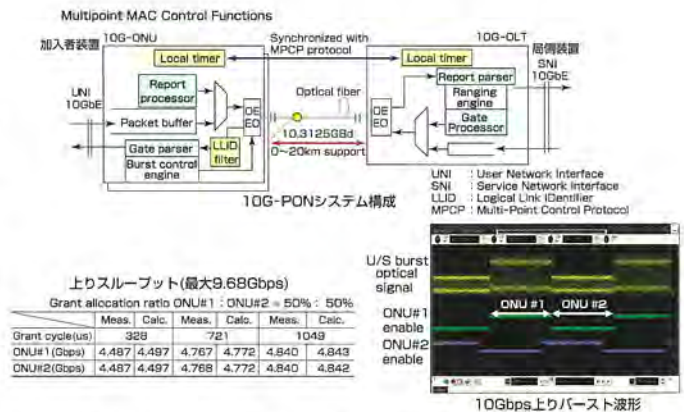 Multipoint MAC Control Functions
加入者装置
10G-ONU
Synchronized with
MPCP protocol
10G-OLT
局側装置
Local timer
Local timer
SNI
10GbE
UNI
10GbE
Report
processor
Packet buffer
Gate parser
Burst control
engine
LLID
filter
OE
EO
Optical fiber
10.3125GBd
0～20km support
OE
EO
Report parser
Ranging
engine
Gate
Processor
10G-PONシステム構成
UNI : User Network Interface
SNI : Service Network Interface
LLID : Logical Link IDentifier
MPCP : Multi-Point Control Protocol
上りスループット(最大9.68Gbps)
Grant allocation ratio ONU#1 : ONU#2 = 50% : 50%
Meas. Calc. Meas. Calc. Meas. Calc.
Grant cycle(us) 328 721 1049
ONU#1(Gbps) 4.487 4.497 4.767 4.772 4.840 4.843
ONU#2(Gbps) 4.487 4.497 4.768 4.772 4.840 4.842
U/S burst
optical
signal
ONU #1 ONU #2
ONU#1
enable
ONU#2
enable
10Gbps上りバースト波形